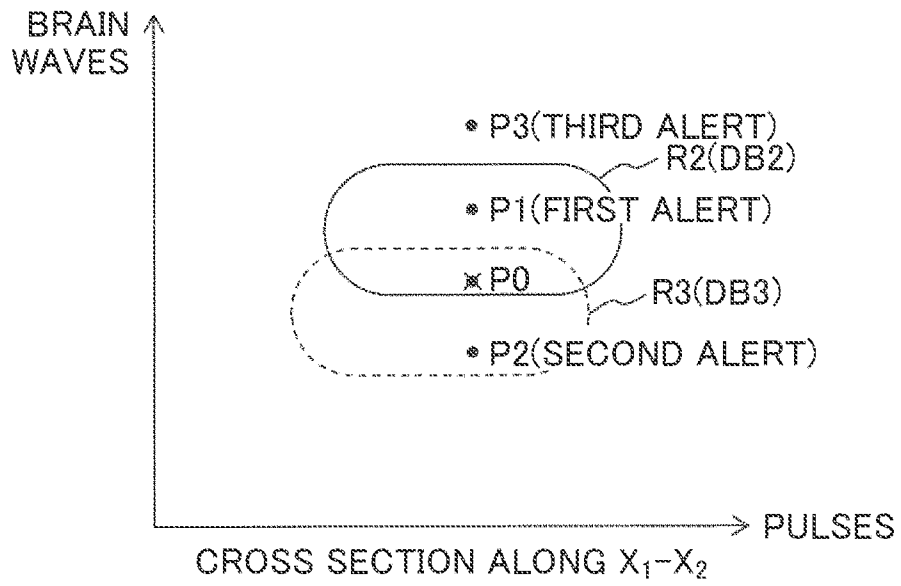 BRAIN
WAVES
P3(THIRD ALERT)
R2(DB2)
P1(FIRST ALERT)
P0
R3(DB3)
P2(SECOND ALERT)
PULSES
CROSS SECTION ALONG X₁-X₂